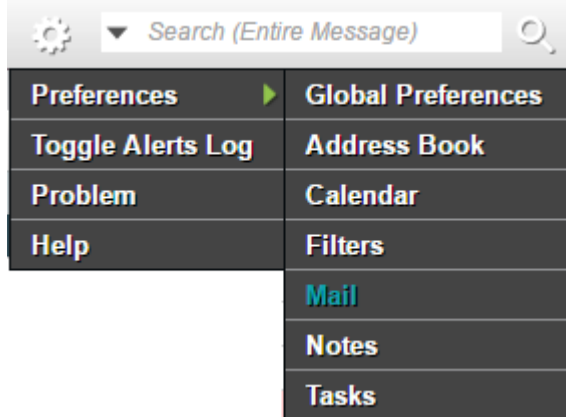 Search (Entire Message)
Preferences
Toggle Alerts Log
Problem
Help
Global Preferences
Address Book
Calendar
Filters
Mail
Notes
Tasks